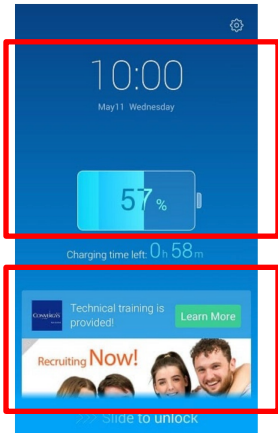 10:00
May11 Wednesday
57 %
Charging time left: 0h 58m
CONVERGYS
Technical training is
provided!
Learn More
Recruiting Now!
/// Slide to unlock